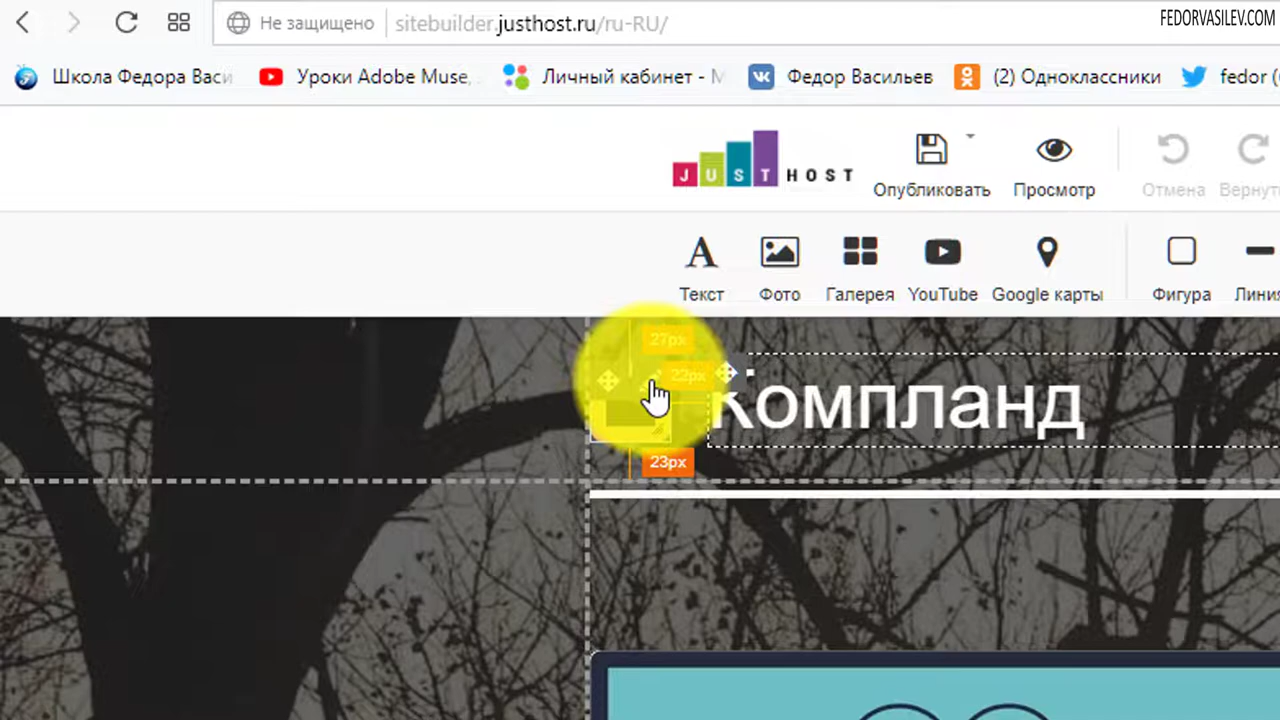 FEDORVASILEV.COM
Не защищено sitebuilder.justhost.ru/ru-RU/
Школа Федора Васи Уроки Adobe Muse, Личный кабинет - М Федор Васильев (2) Одноклассники fedor (
JUST HOST Опубликовать Просмотр Отмена Вернут
Текст Фото Галерея YouTube Google карты Фигура Линия
27px
22px
Компланд
23px